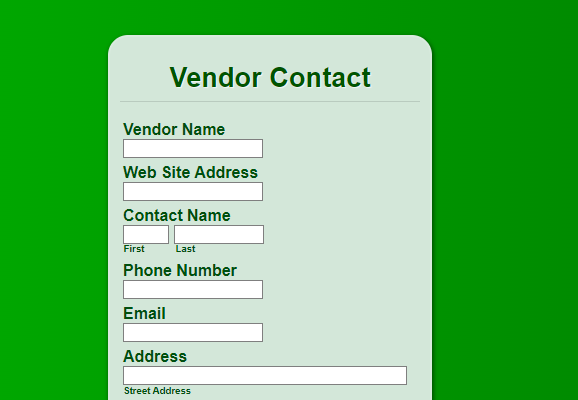 Vendor Contact
Vendor Name
Web Site Address
Contact Name
First Last
Phone Number
Email
Address
Street Address